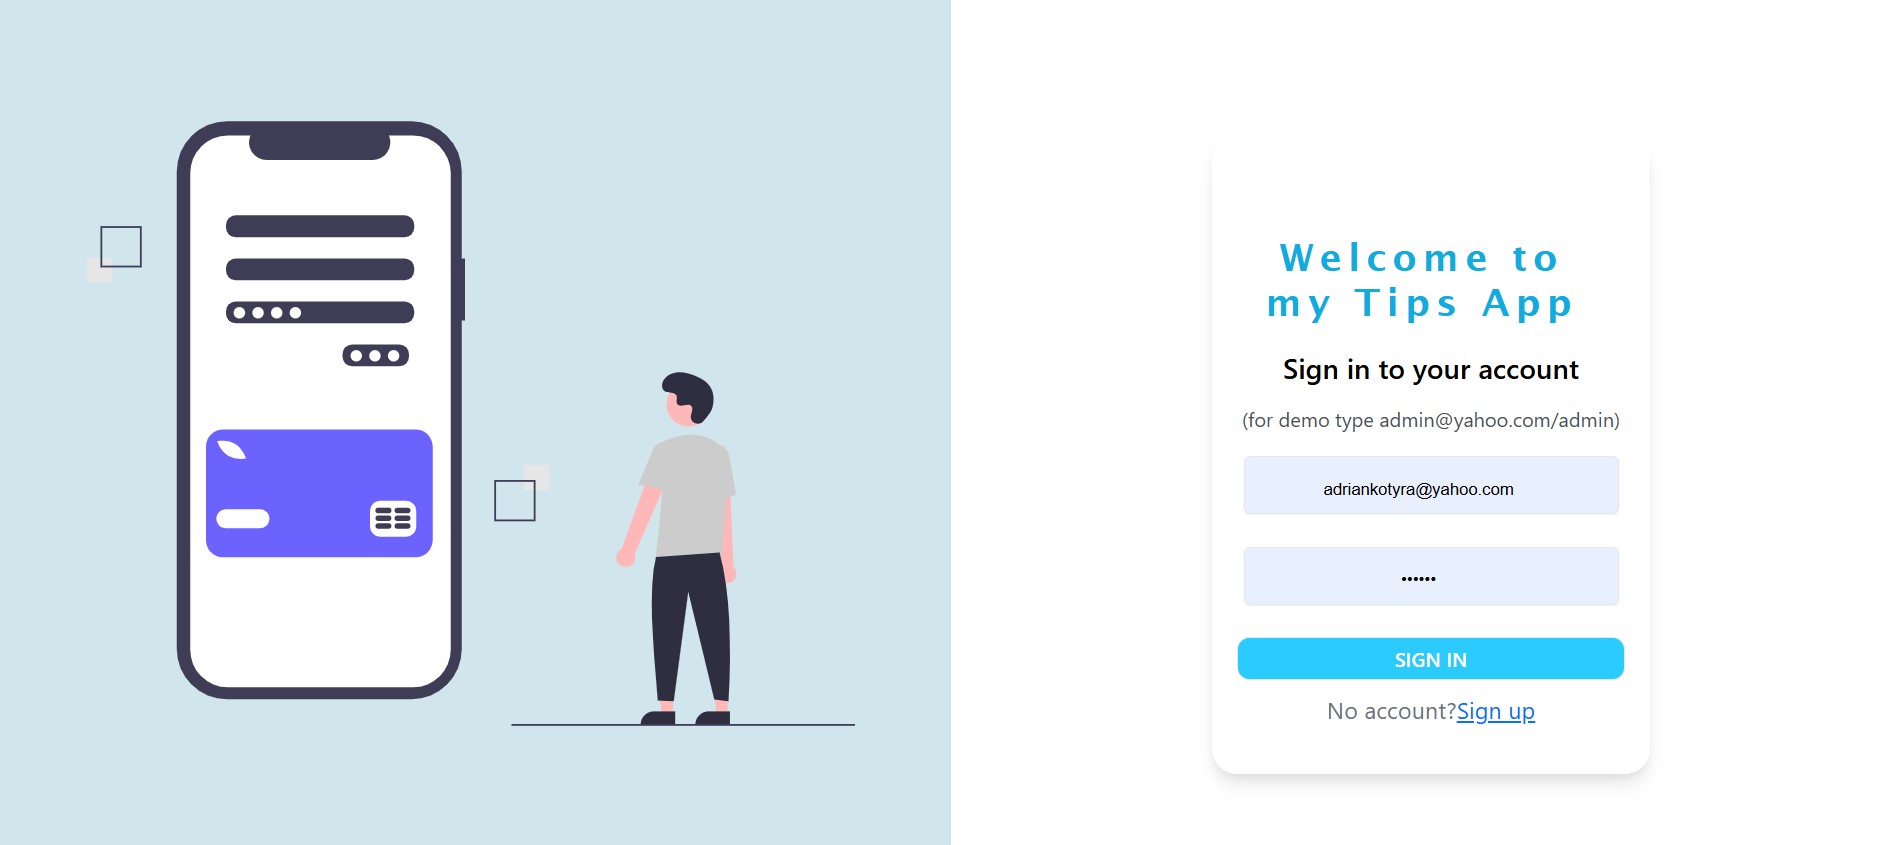 Welcome to
my Tips App
Sign in to your account
(for demo type admin@yahoo.com/admin)
adriankotyra@yahoo.com
••••••
SIGN IN
No account?Sign up